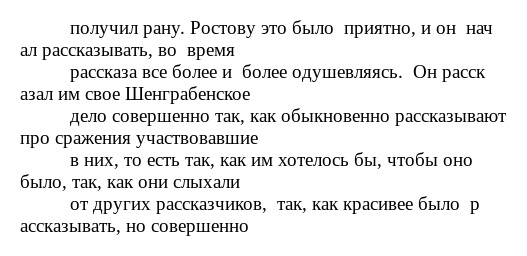 получил рану. Ростову это было  приятно, и он  нач
ал рассказывать, во  время
рассказа все более и  более одушевляясь.  Он расск
азал им свое Шенграбенское
дело совершенно так, как обыкновенно рассказывают
про сражения участвовавшие
в них, то есть так, как им хотелось бы, чтобы оно
было, так, как они слыхали
от других рассказчиков,  так, как красивее было  р
ассказывать, но совершенно